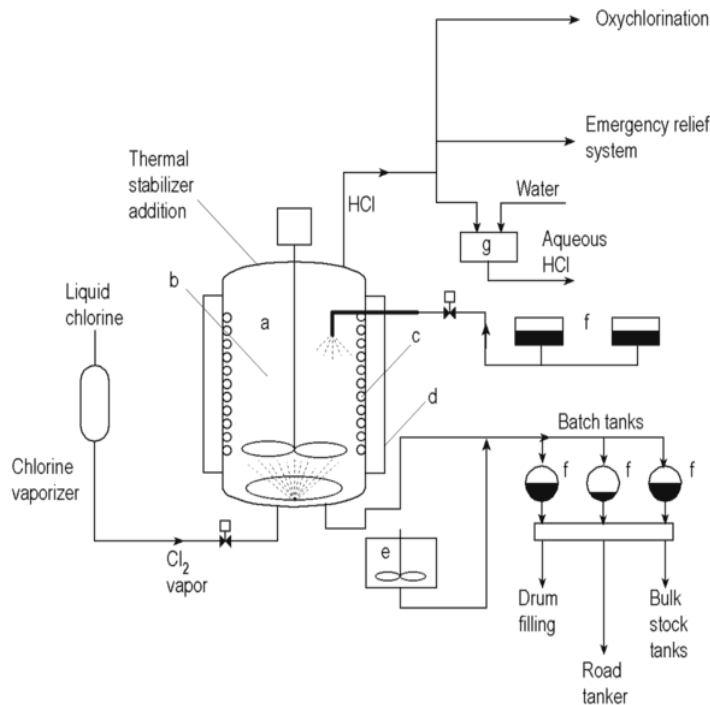 Oxychlorination
Emergency relief
system
Thermal
stabilizer
addition
HCl
Water
g
Aqueous
HCl
Liquid
chlorine
b
a
f
c
d
Chlorine
vaporizer
Batch tanks
f
f
f
e
Cl₂
vapor
Drum
filling
Bulk
stock
tanks
Road
tanker